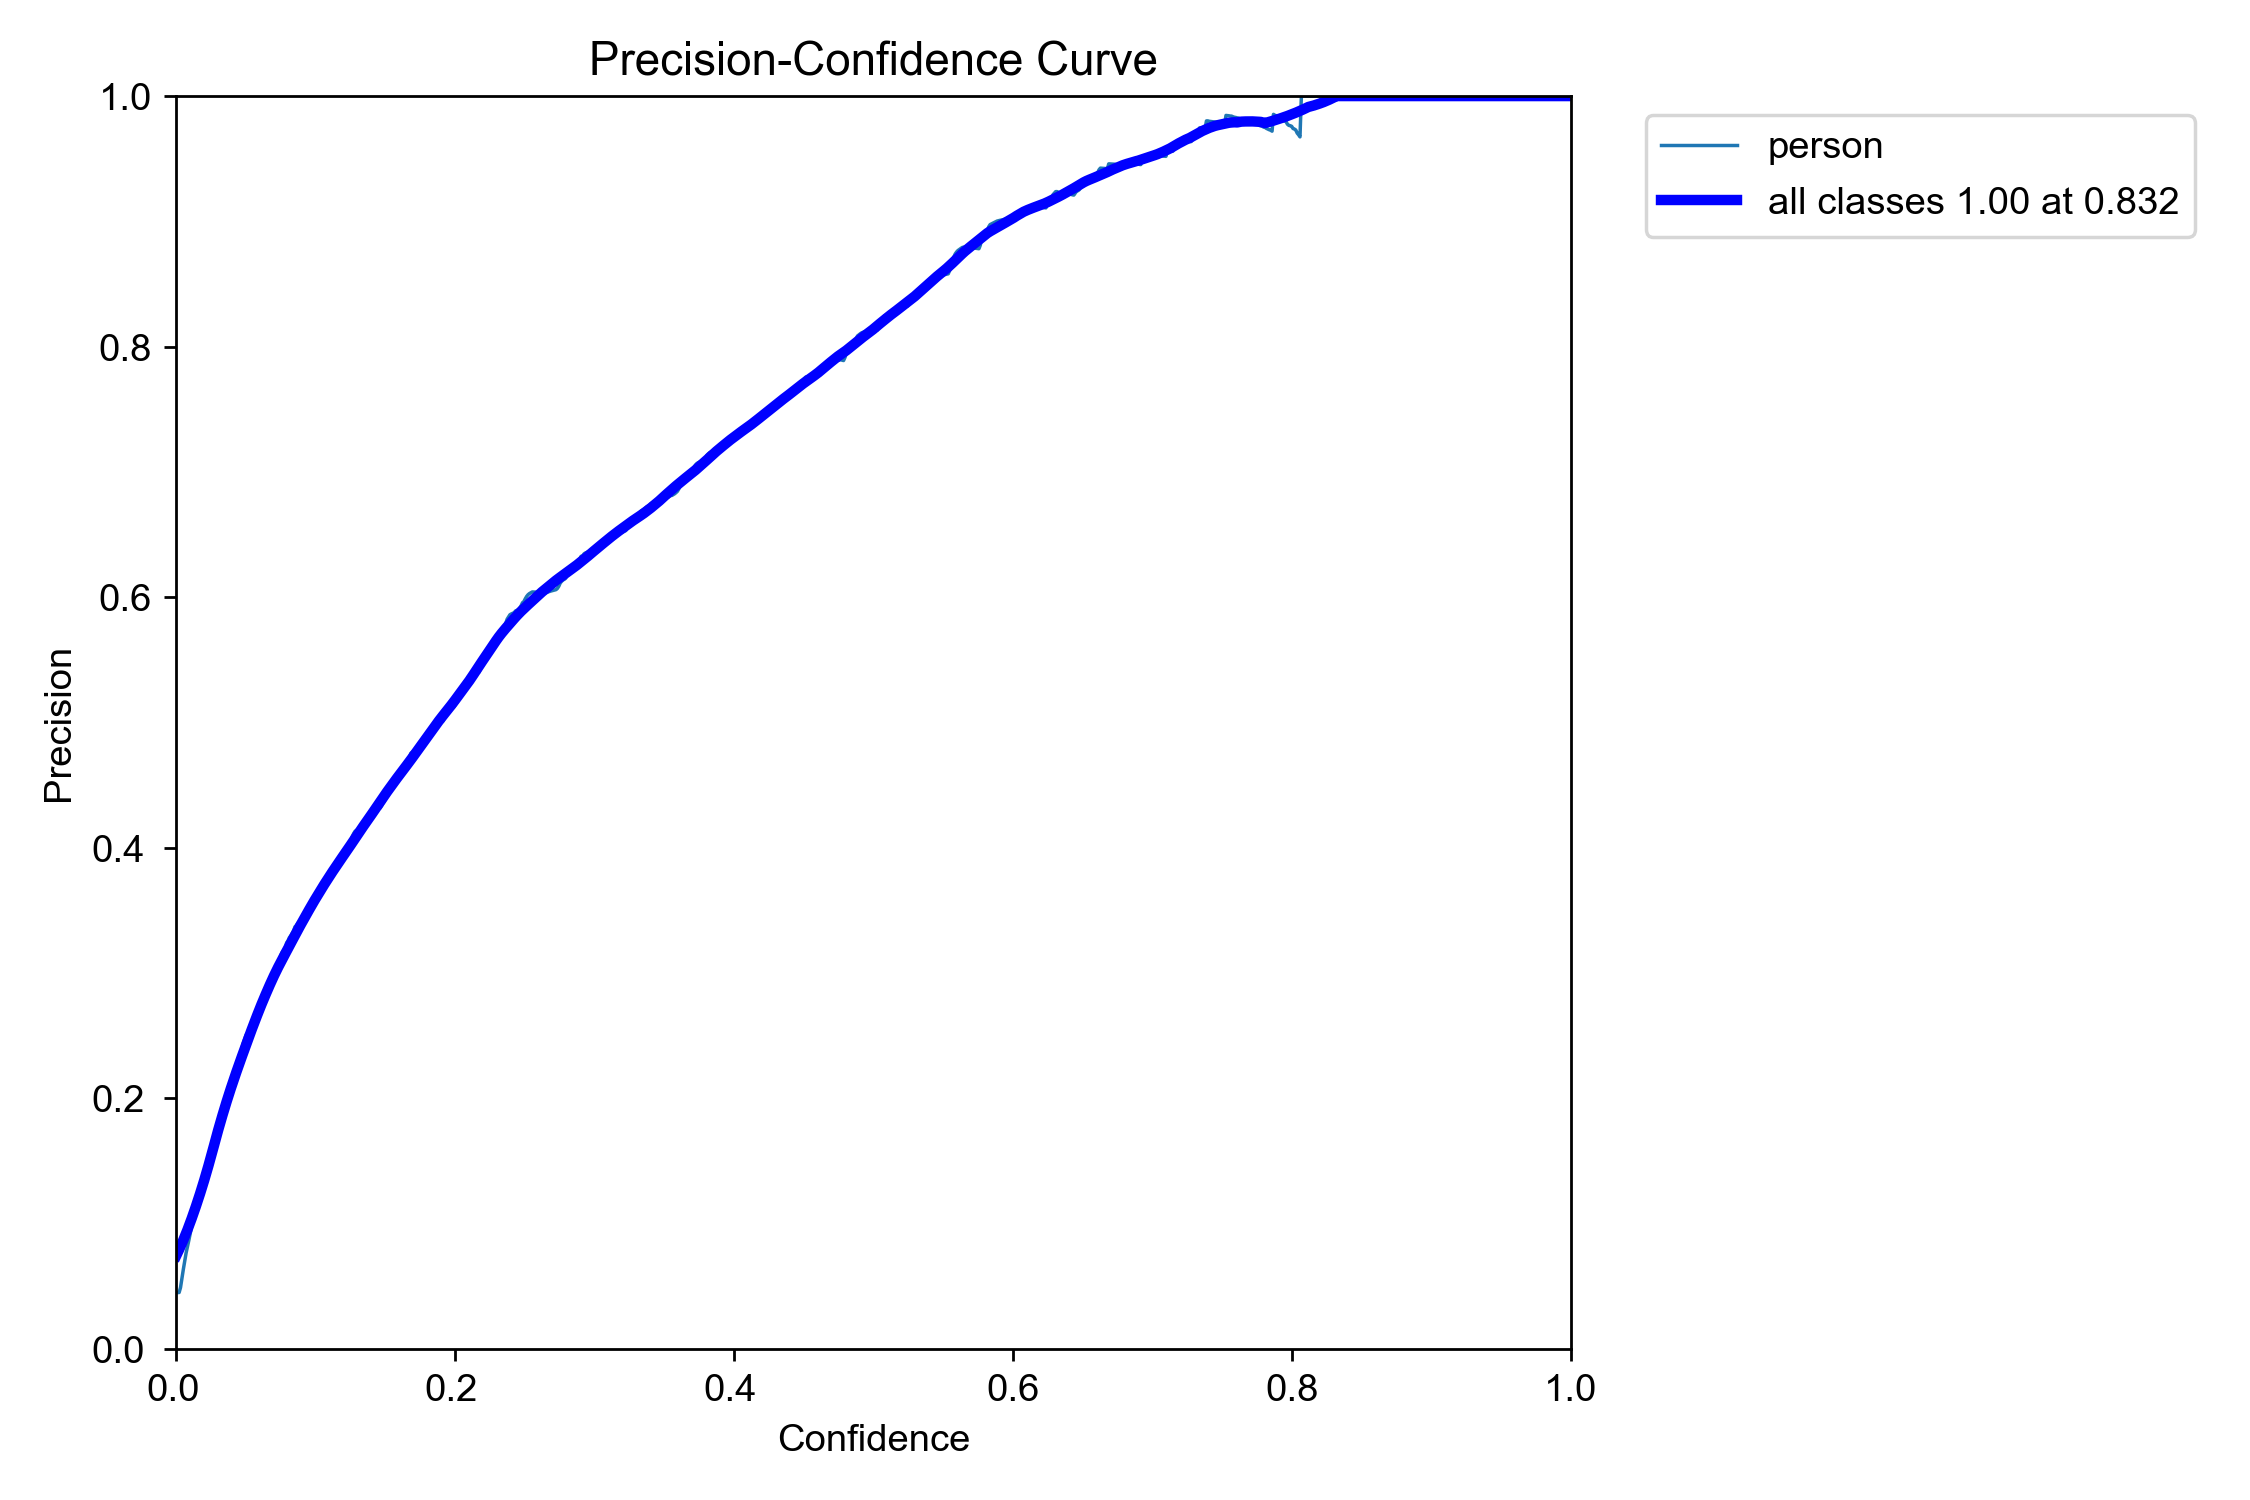 Precision-Confidence Curve
1.0
0.8
0.6
0.4
0.2
0.0
Precision
0.0 0.2 0.4 0.6 0.8 1.0
Confidence
person
all classes 1.00 at 0.832